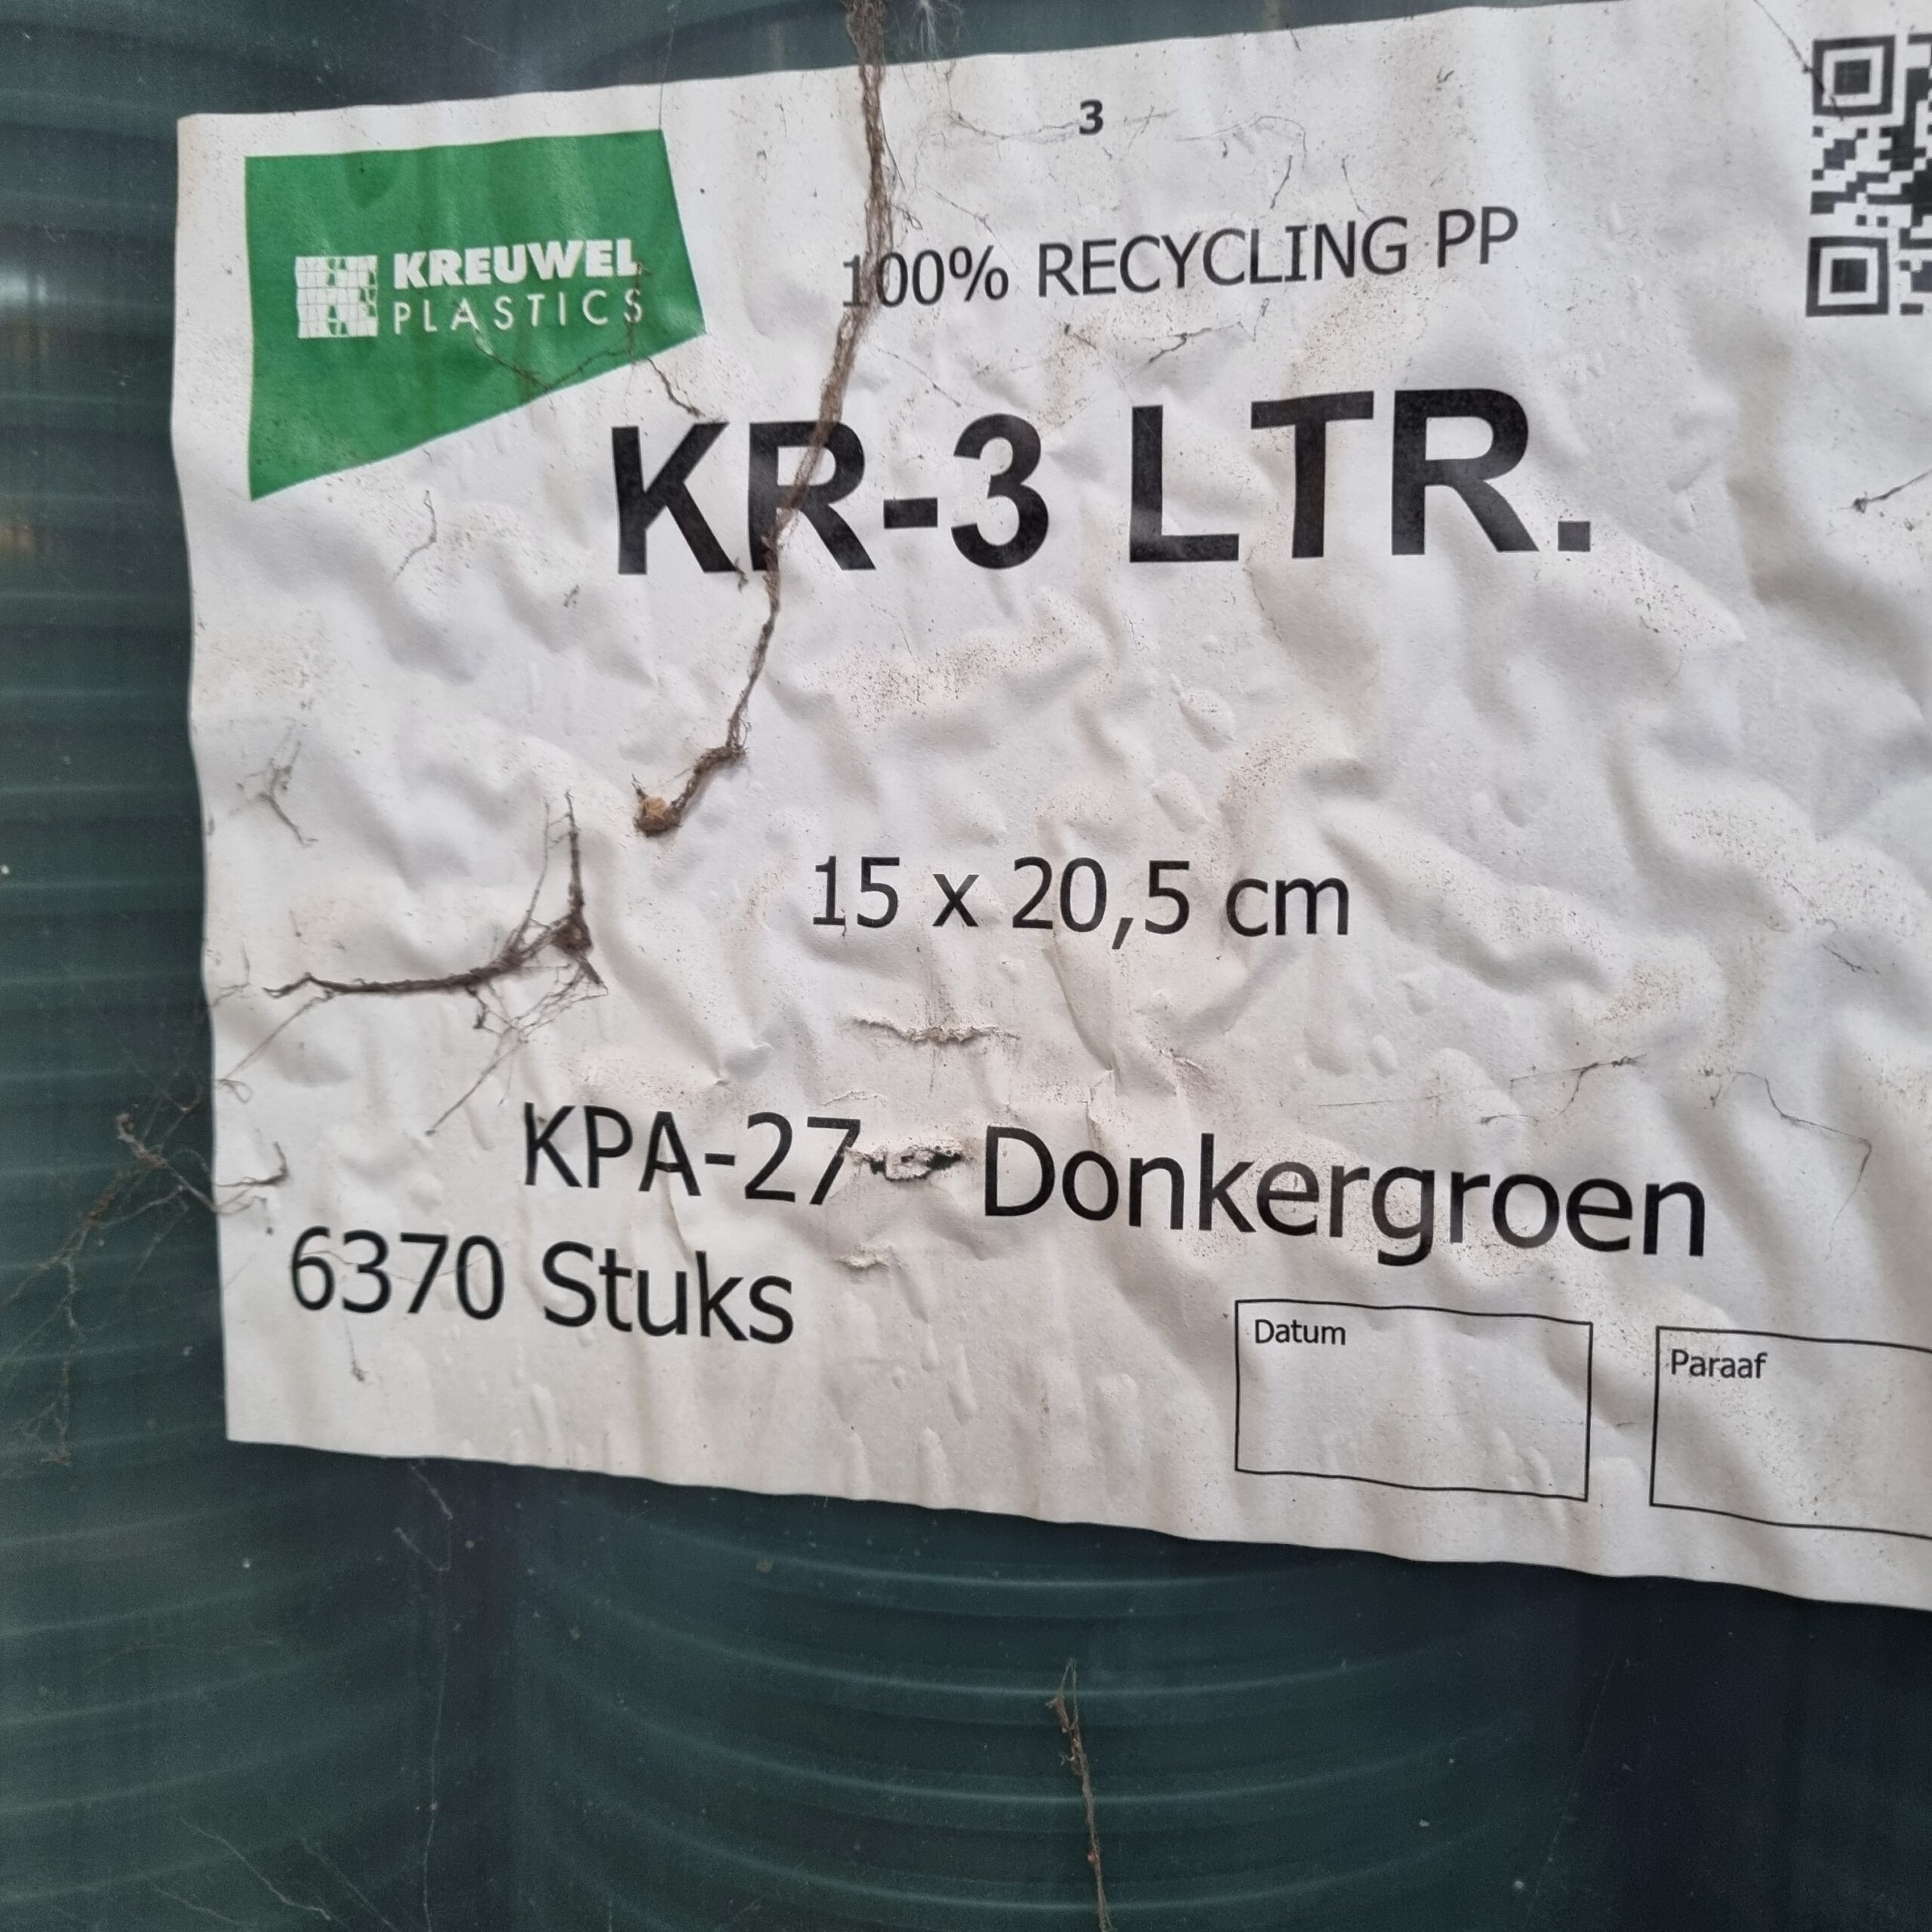 3
KREUWEL
PLASTICS
100% RECYCLING PP
KR-3 LTR.
15 x 20,5 cm
KPA-27 - Donkergroen
6370 Stuks
Datum
Paraaf